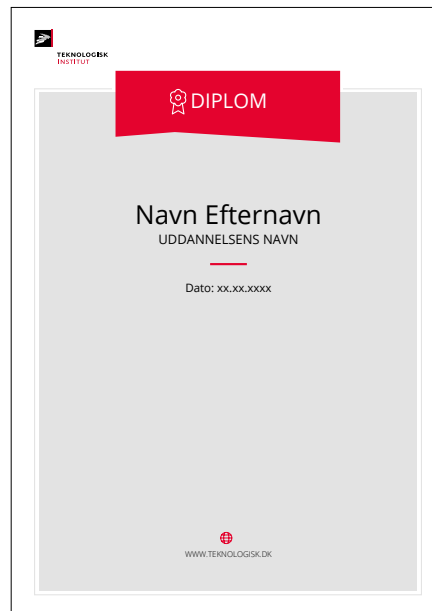 TEKNOLOGISK
INSTITUT
DIPLOM
Navn Efternavn
UDDANNELSENS NAVN
Dato: xx.xx.xxxx
WWW.TEKNOLOGISK.DK